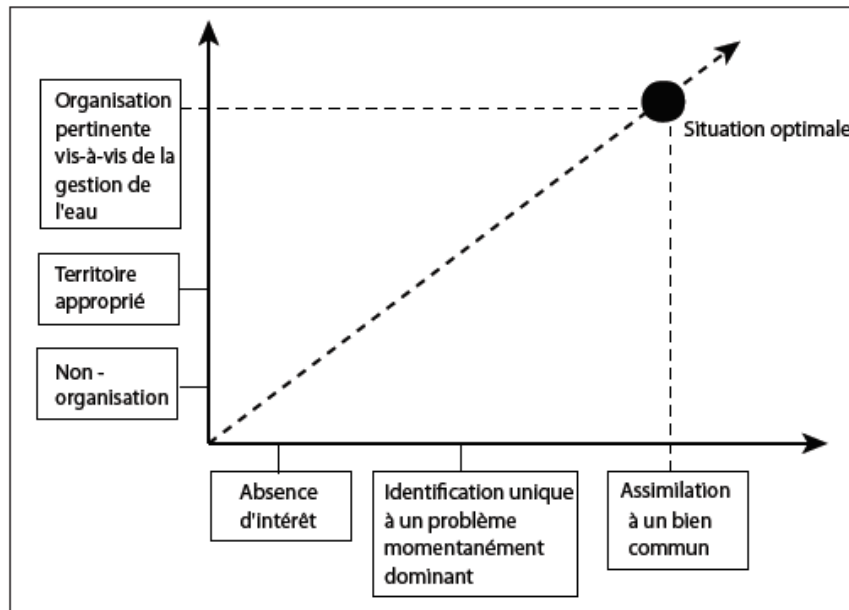 Organisation
pertinente
vis-à-vis de la
gestion de
l'eau
Situation optimale
Territoire
approprié
Non -
organisation
Absence
d'intérêt
Identification unique
à un problème
momentanément
dominant
Assimilation
à un bien
commun